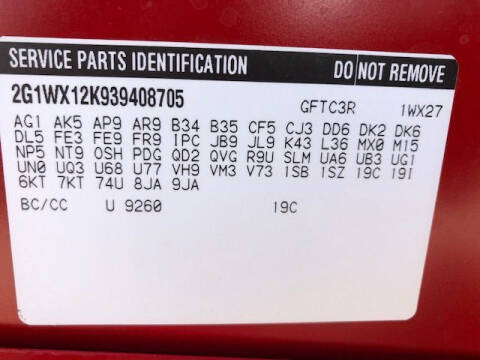 SERVICE PARTS IDENTIFICATION DO NOT REMOVE
2G1WX12K939408705 GFTC3R 1WX27
AG1 AK5 AP9 AR9 B34 B35 CF5 CJ3 DD6 DK2 DK6
DL5 FE3 FE9 FR9 IPC JB9 JL9 K43 L36 MX0 M15
NP5 NT9 OSH PDG QD2 QVG R9U SLM UA6 UB3 UG1
UN0 UQ3 U68 U77 VH9 VM3 V73 1SB 1SZ 19C 19I
6KT 7KT 74U 8JA 9JA
BC/CC U 9260 19C